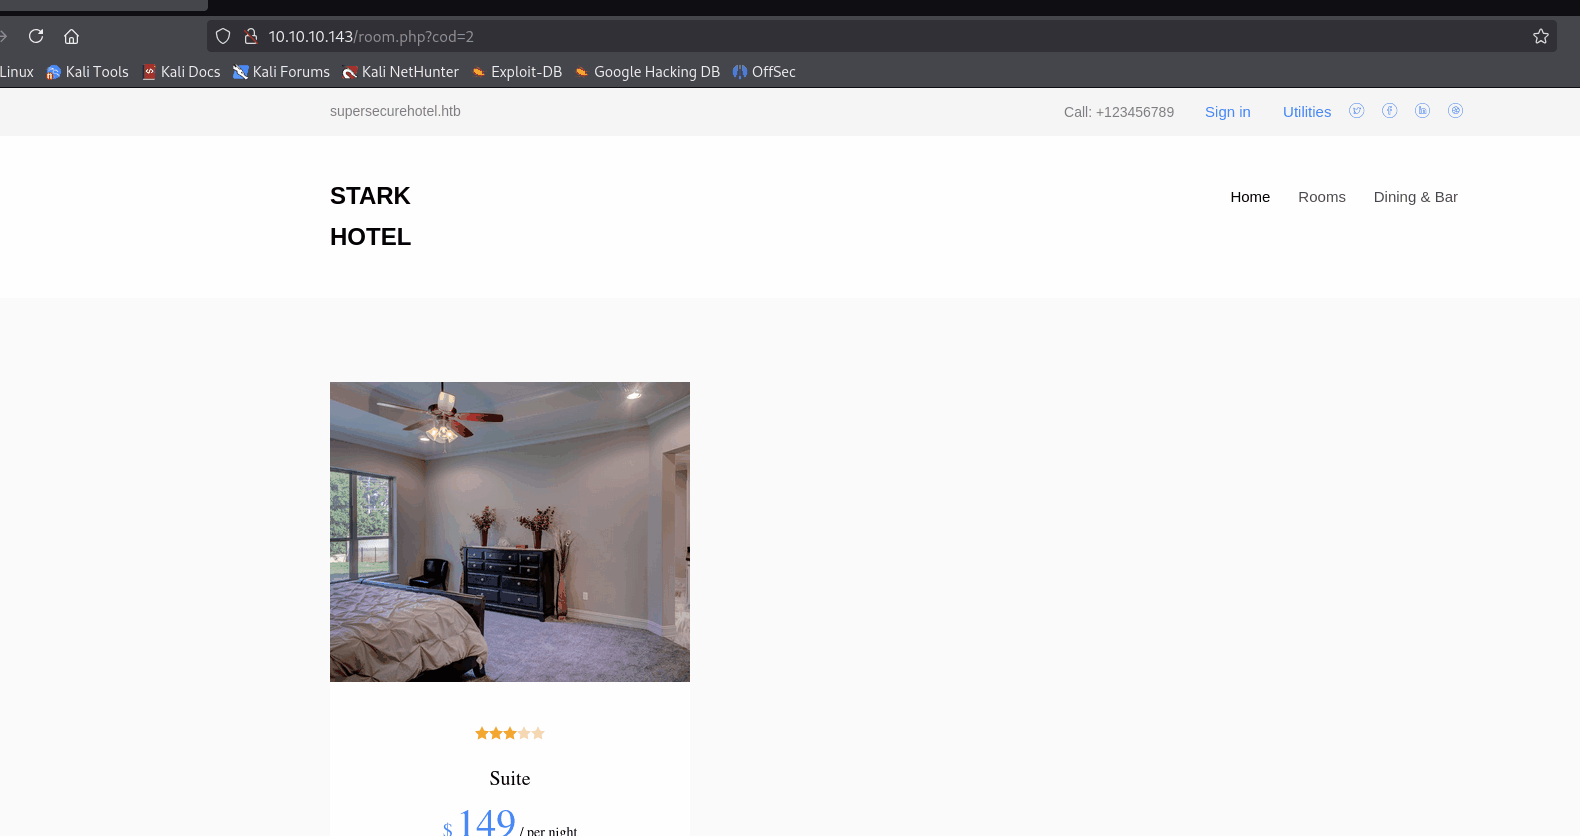 10.10.10.143/room.php?cod=2
Linux Kali Tools Kali Docs Kali Forums Kali NetHunter Exploit-DB Google Hacking DB OffSec
supersecurehotel.htb Call: +123456789 Sign in Utilities
STARK
HOTEL
Home Rooms Dining & Bar
Suite
$ 149 / per night